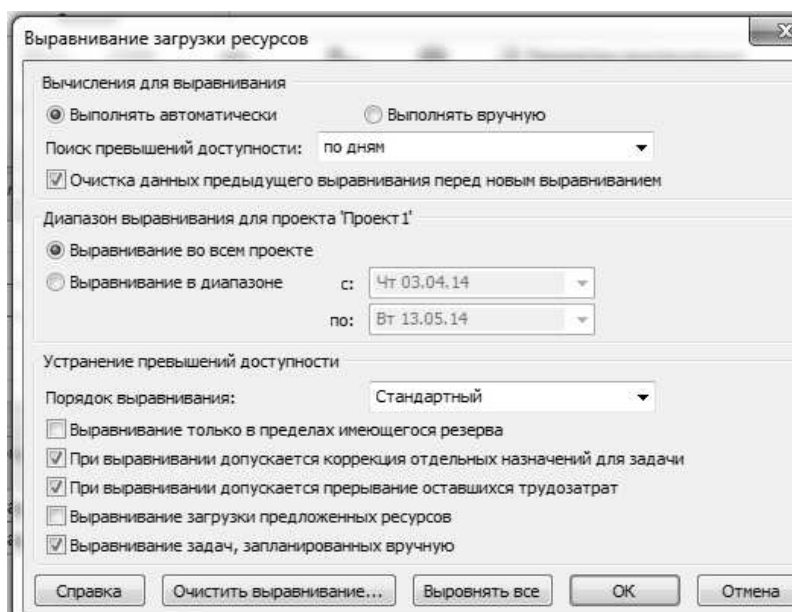 Выравнивание загрузки ресурсов
Вычисления для выравнивания
Выполнять автоматически Выполнять вручную
Поиск превышений доступности: по дням
Очистка данных предыдущего выравнивания перед новым выравниванием
Диапазон выравнивания для проекта 'Проект1'
Выравнивание во всем проекте
Выравнивание в диапазоне с: Чт 03.04.14
по: Вт 13.05.14
Устранение превышений доступности
Порядок выравнивания: Стандартный
Выравнивание только в пределах имеющегося резерва
При выравнивании допускается коррекция отдельных назначений для задачи
При выравнивании допускается прерывание оставшихся трудозатрат
Выравнивание загрузки предложенных ресурсов
Выравнивание задач, запланированных вручную
Справка Очистить выравнивание... Выровнять все ОК Отмена